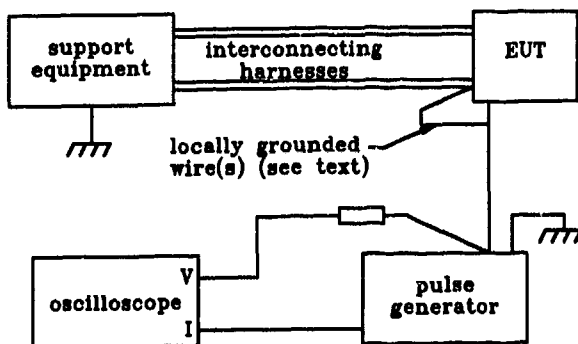 support
equipment
interconnecting
harnesses
EUT
locally grounded
wire(s) (see text)
V
oscilloscope
I
pulse
generator